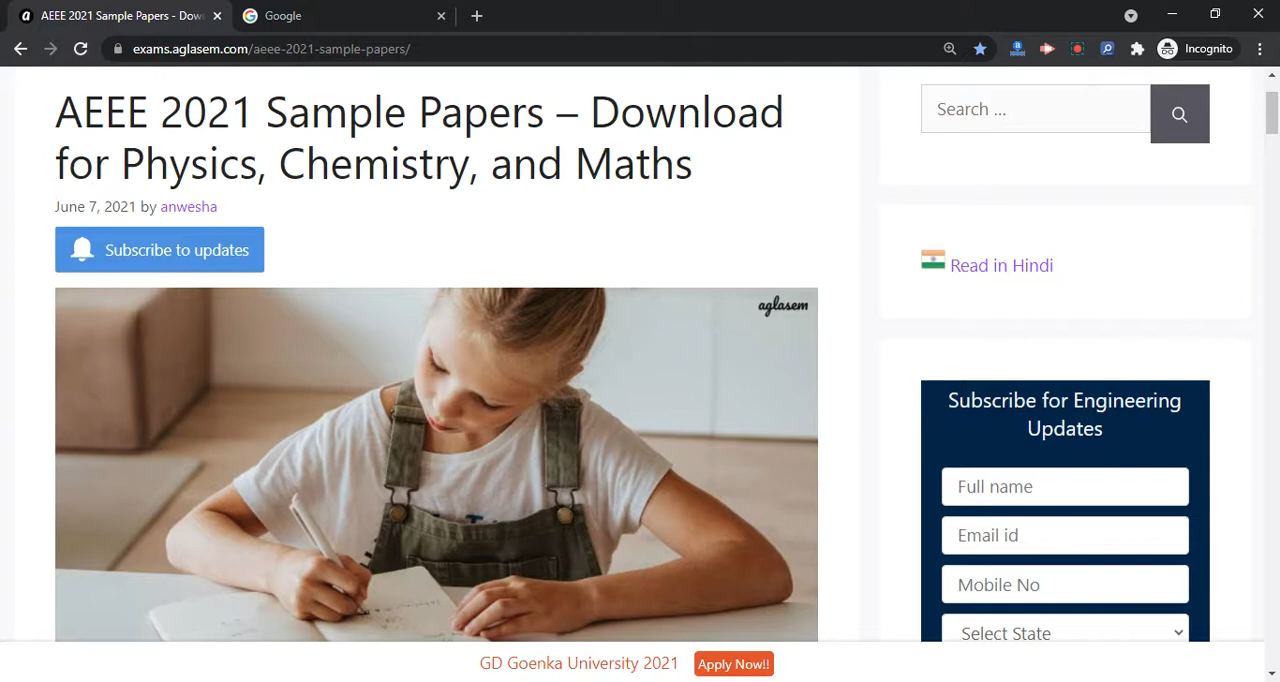 AEEE 2021 Sample Papers - Dow
Google
exams.aglasem.com/aeee-2021-sample-papers/
Incognito
AEEE 2021 Sample Papers – Download
for Physics, Chemistry, and Maths
June 7, 2021 by anwesha
Subscribe to updates
aglasem
Search ...
Read in Hindi
Subscribe for Engineering
Updates
Full name
Email id
Mobile No
Select State
GD Goenka University 2021
Apply Now!!